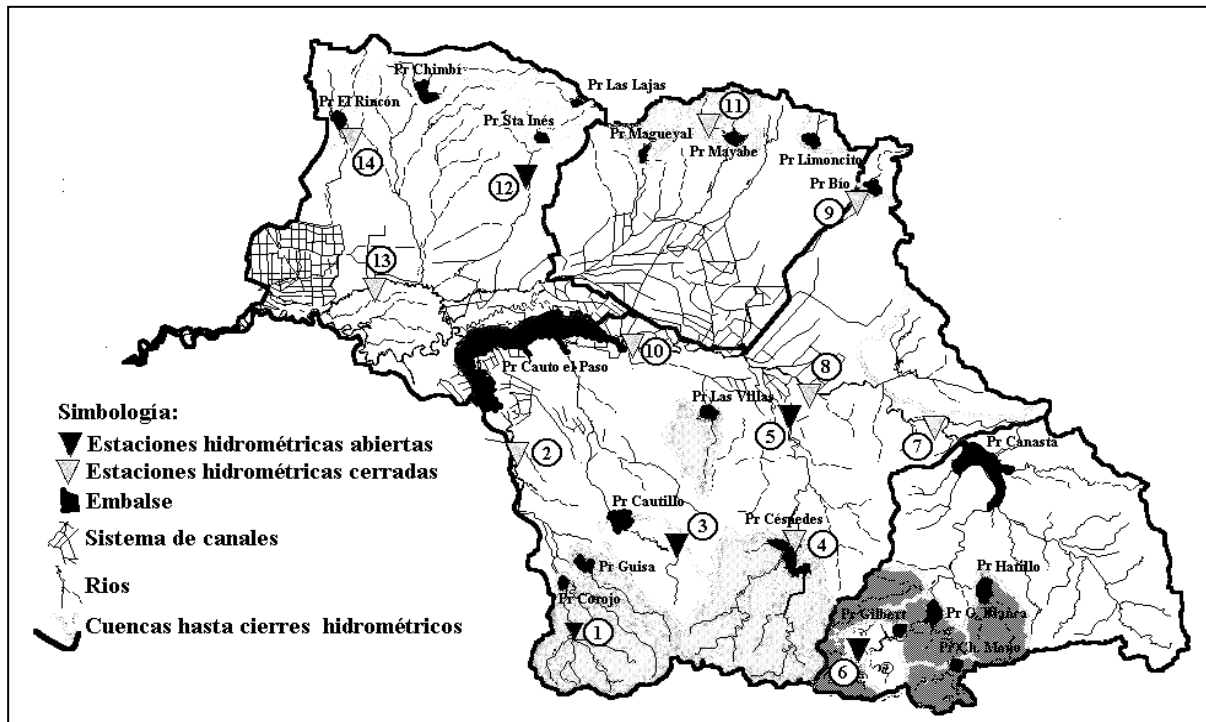 Pr Chimbí
Pr El Rincón
Pr Las Lajas
Pr Sta Inés
11
Pr Magueyal
Pr Mayabe
Pr Limoncito
14
12
Pr Bío
9
13
10
Pr Cauto el Paso
8
Pr Las Villas
5
7
Pr Canasta
2
Simbología:
Estaciones hidrométricas abiertas
Estaciones hidrométricas cerradas
Embalse
Sistema de canales
Rios
Cuencas hasta cierres hidrométricos
Pr Cautillo
3
Pr Céspedes
4
Pr Guisa
Pr Corojo
1
Pr Hatillo
Pr Gilbert
Pr G. Blanca
Pr Ch. Mono
6